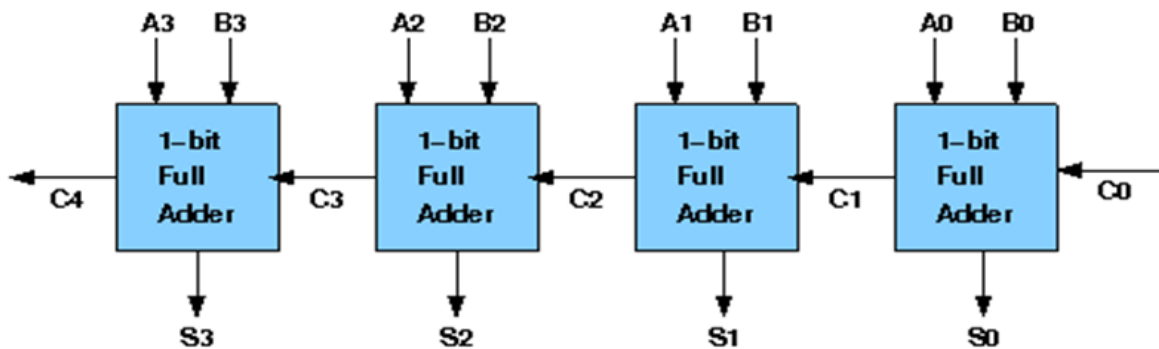 A3 B3 A2 B2 A1 B1 A0 B0
1-bit 1-bit 1-bit 1-bit
Full Full Full Full
Adder Adder Adder Adder
C4 C3 C2 C1 C0
S3 S2 S1 S0